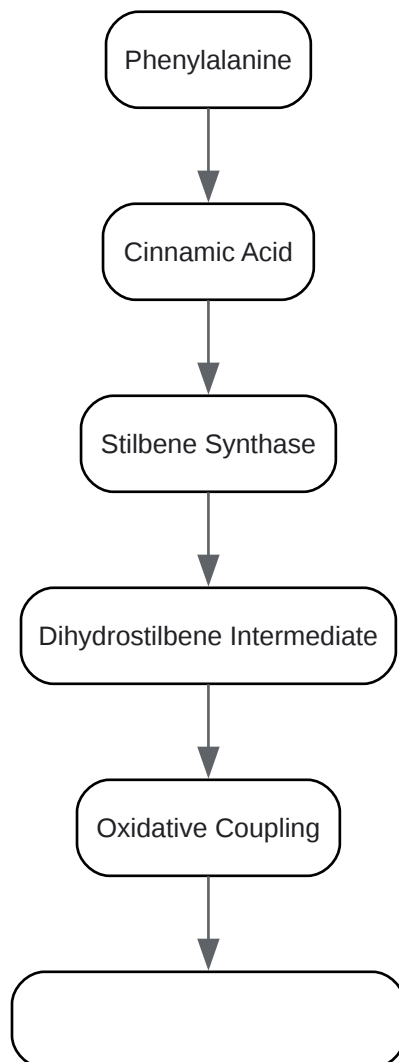 Phenylalanine
Cinnamic Acid
Stilbene Synthase
Dihydrostilbene Intermediate
Oxidative Coupling